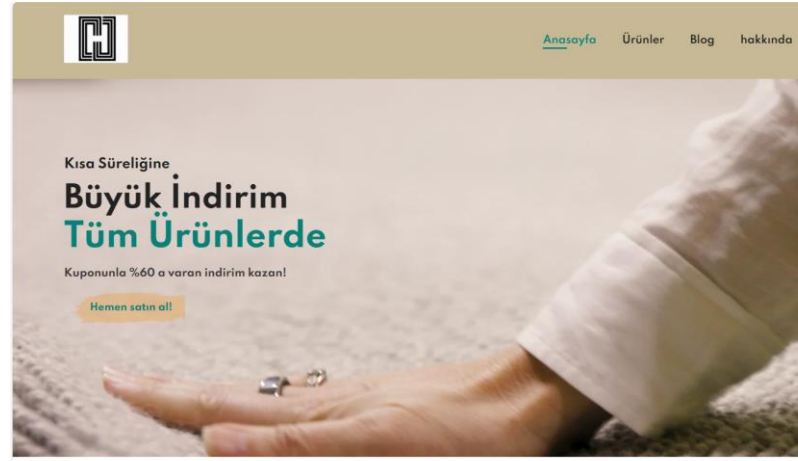 Anasayfa Ürünler Blog hakkında
Kısa Süreliğine
Büyük İndirim
Tüm Ürünlerde
Kuponunla %60 a varan indirim kazan!
Hemen satın al!